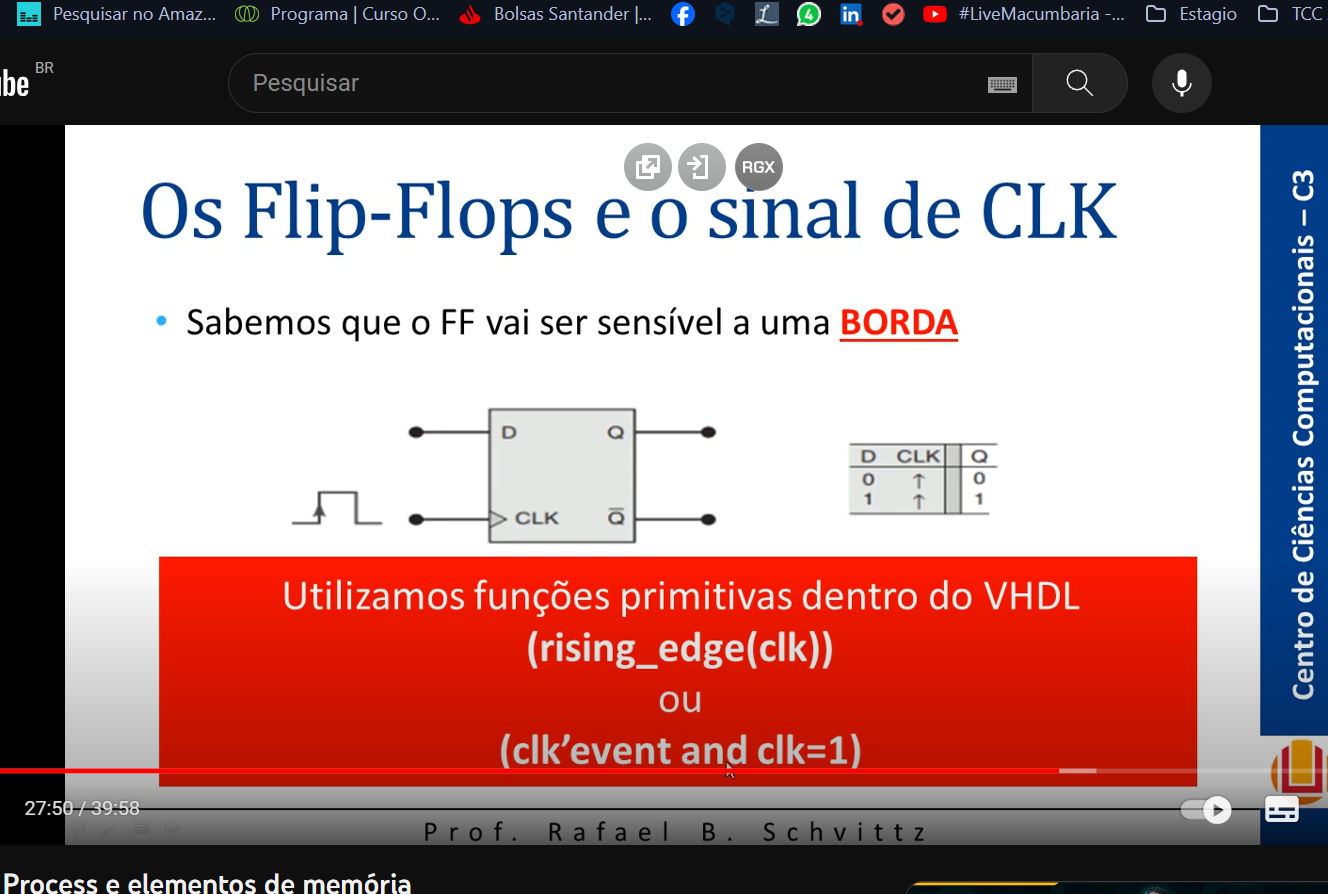 Pesquisar no Amaz...
Programa | Curso O...
Bolsas Santander |...
4
in
#LiveMacumbaria -...
Estagio
TCC
be
BR
Pesquisar
RGX
Os Flip-Flops e o sinal de CLK
• Sabemos que o FF vai ser sensível a uma BORDA
D Q
CLK Q
D CLK Q
0 ↑ 0
1 ↑ 1
Utilizamos funções primitivas dentro do VHDL
(rising_edge(clk))
ou
(clk’event and clk=1)
Centro de Ciências Computacionais – C3
27:50 / 39:58
Prof. Rafael B. Schvittz
Process e elementos de memória